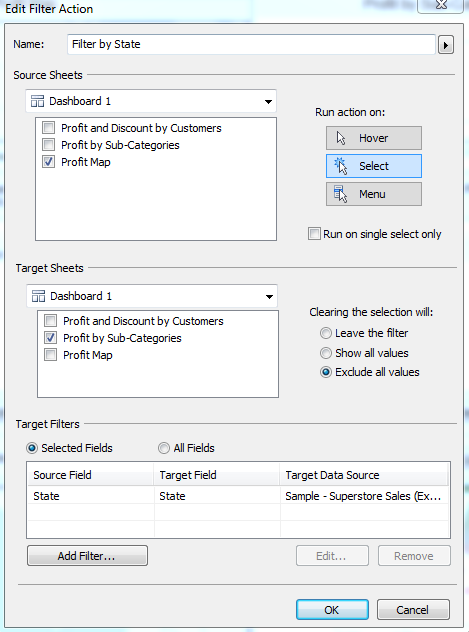 Edit Filter Action
Name: Filter by State
Source Sheets
Dashboard 1
Run action on:
Profit and Discount by Customers
Profit by Sub-Categories
Profit Map
Hover
Select
Menu
Run on single select only
Target Sheets
Dashboard 1
Clearing the selection will:
Profit and Discount by Customers
Profit by Sub-Categories
Profit Map
Leave the filter
Show all values
Exclude all values
Target Filters
Selected Fields All Fields
Source Field Target Field Target Data Source
State State Sample - Superstore Sales (Ex...
Add Filter... Edit... Remove
OK Cancel